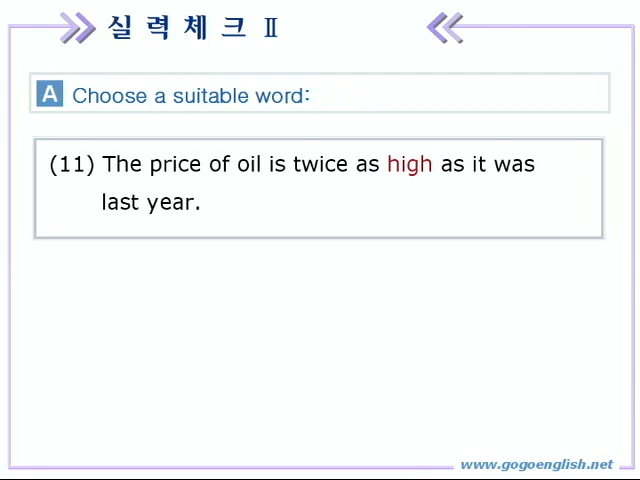 실 력 체 크 Ⅱ
A Choose a suitable word:
(11) The price of oil is twice as high as it was
last year.
www.gogoenglish.net